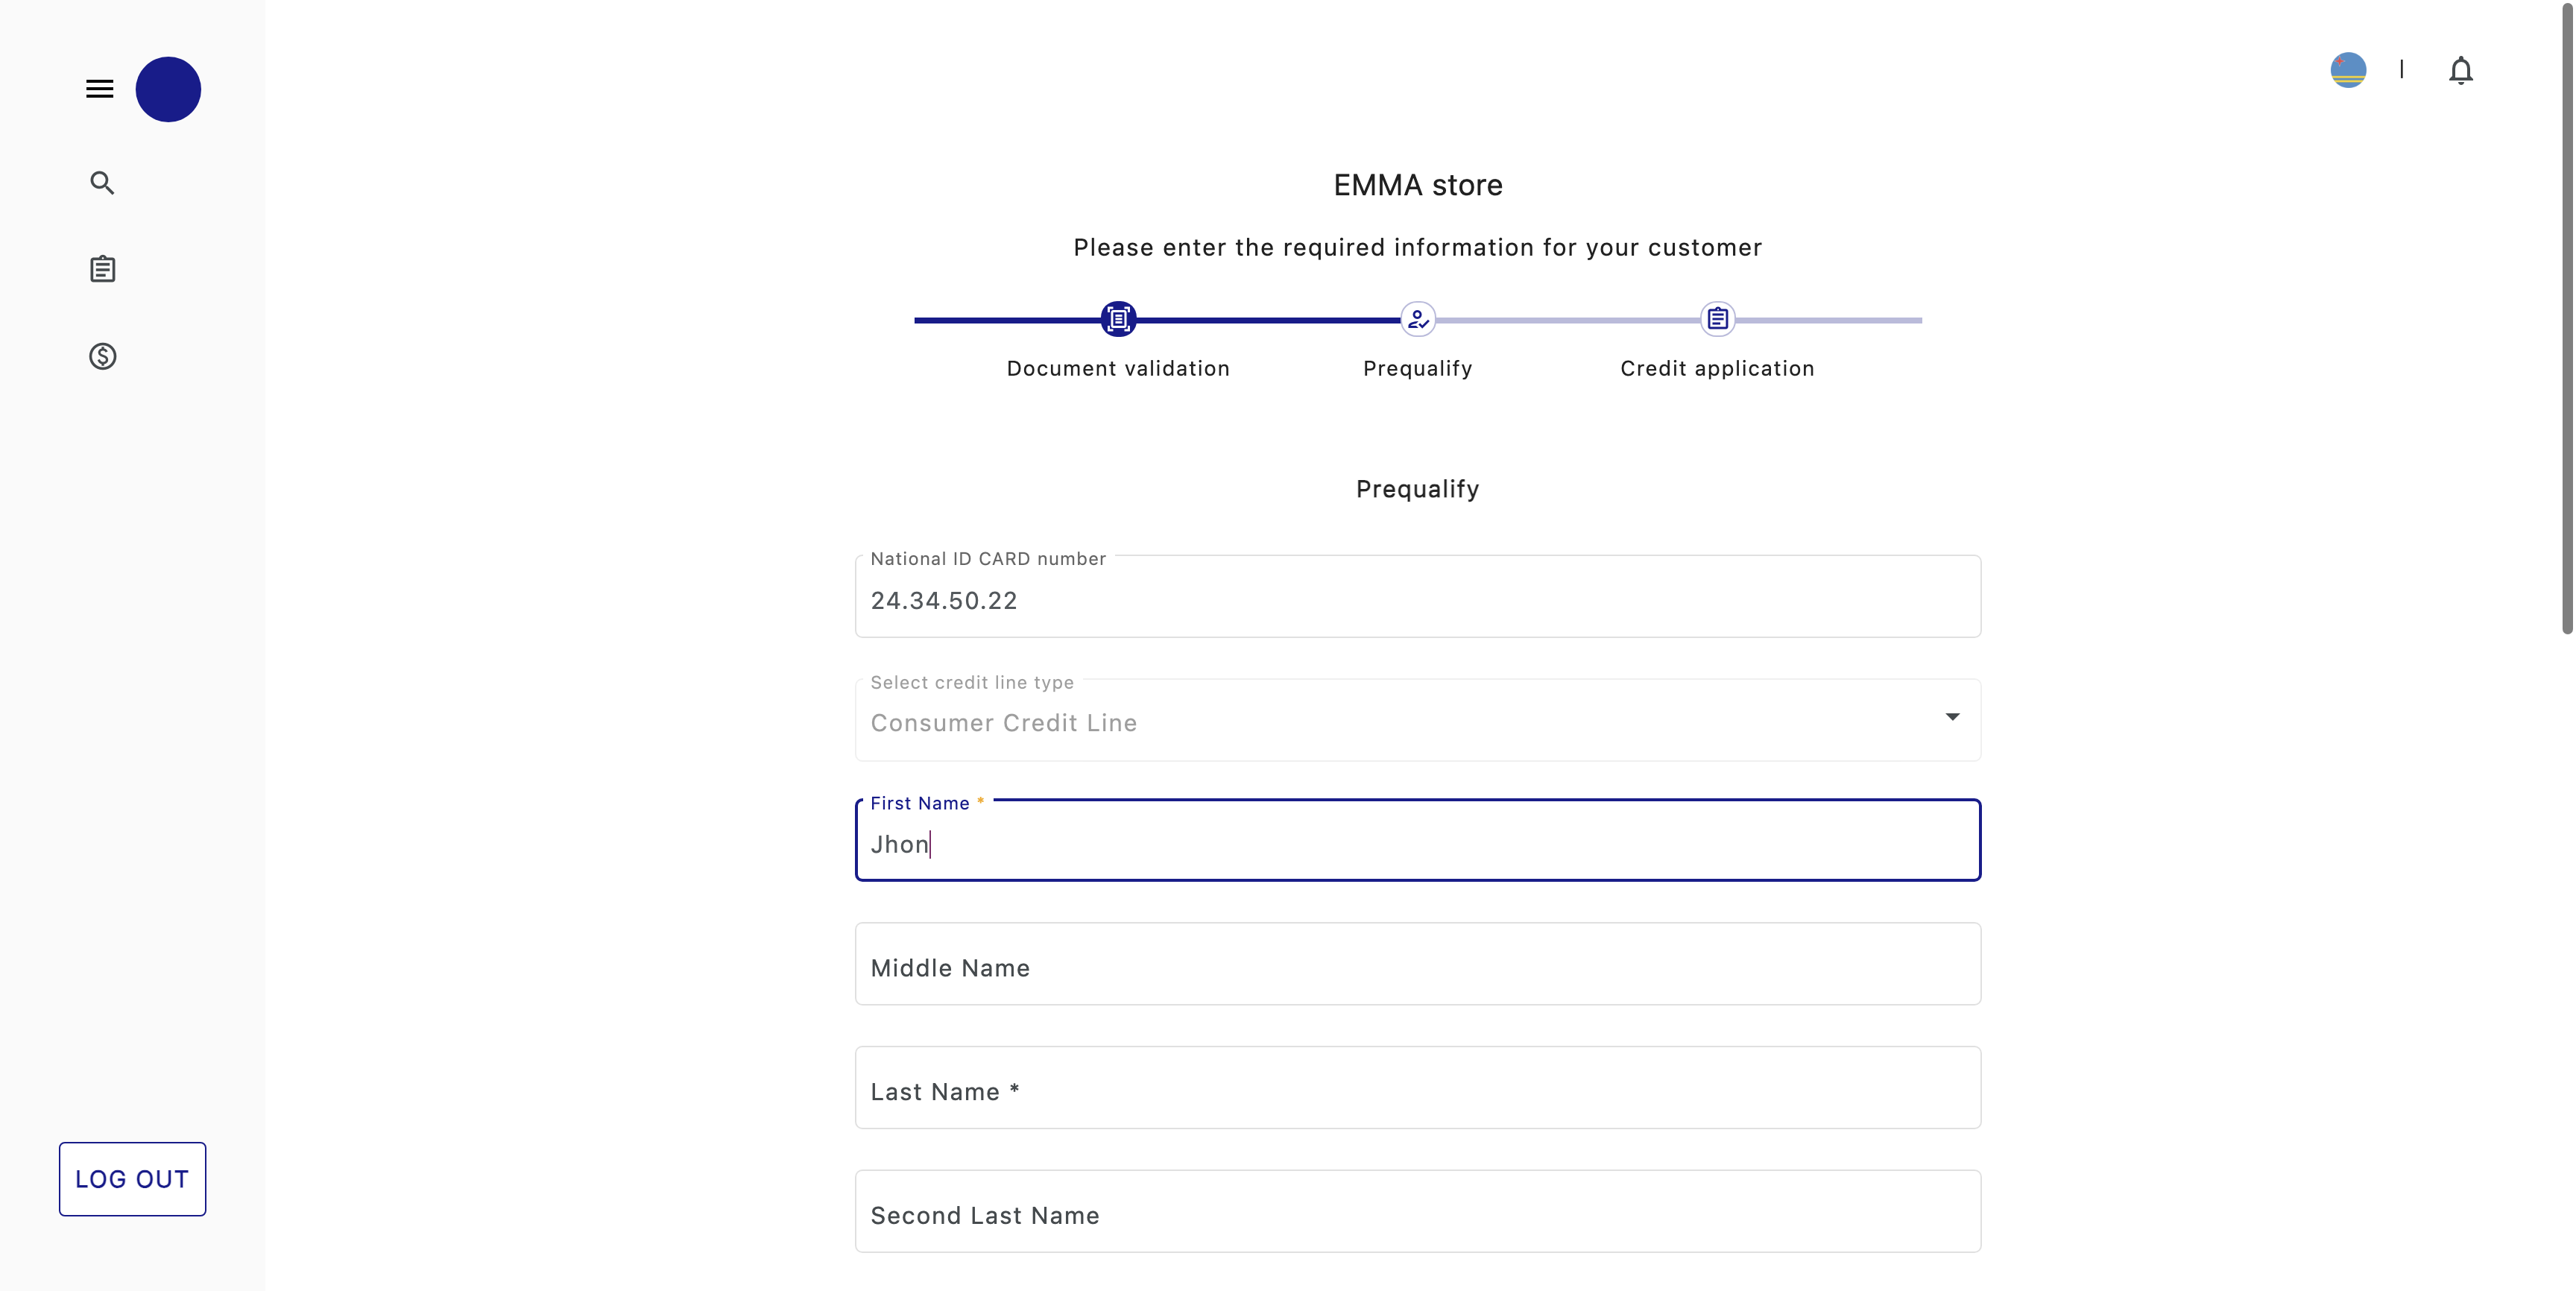 EMMA store
Please enter the required information for your customer
Document validation
Prequalify
Credit application
Prequalify
National ID CARD number
24.34.50.22
Select credit line type
Consumer Credit Line
First Name *
Jhon
Middle Name
Last Name *
Second Last Name
LOG OUT